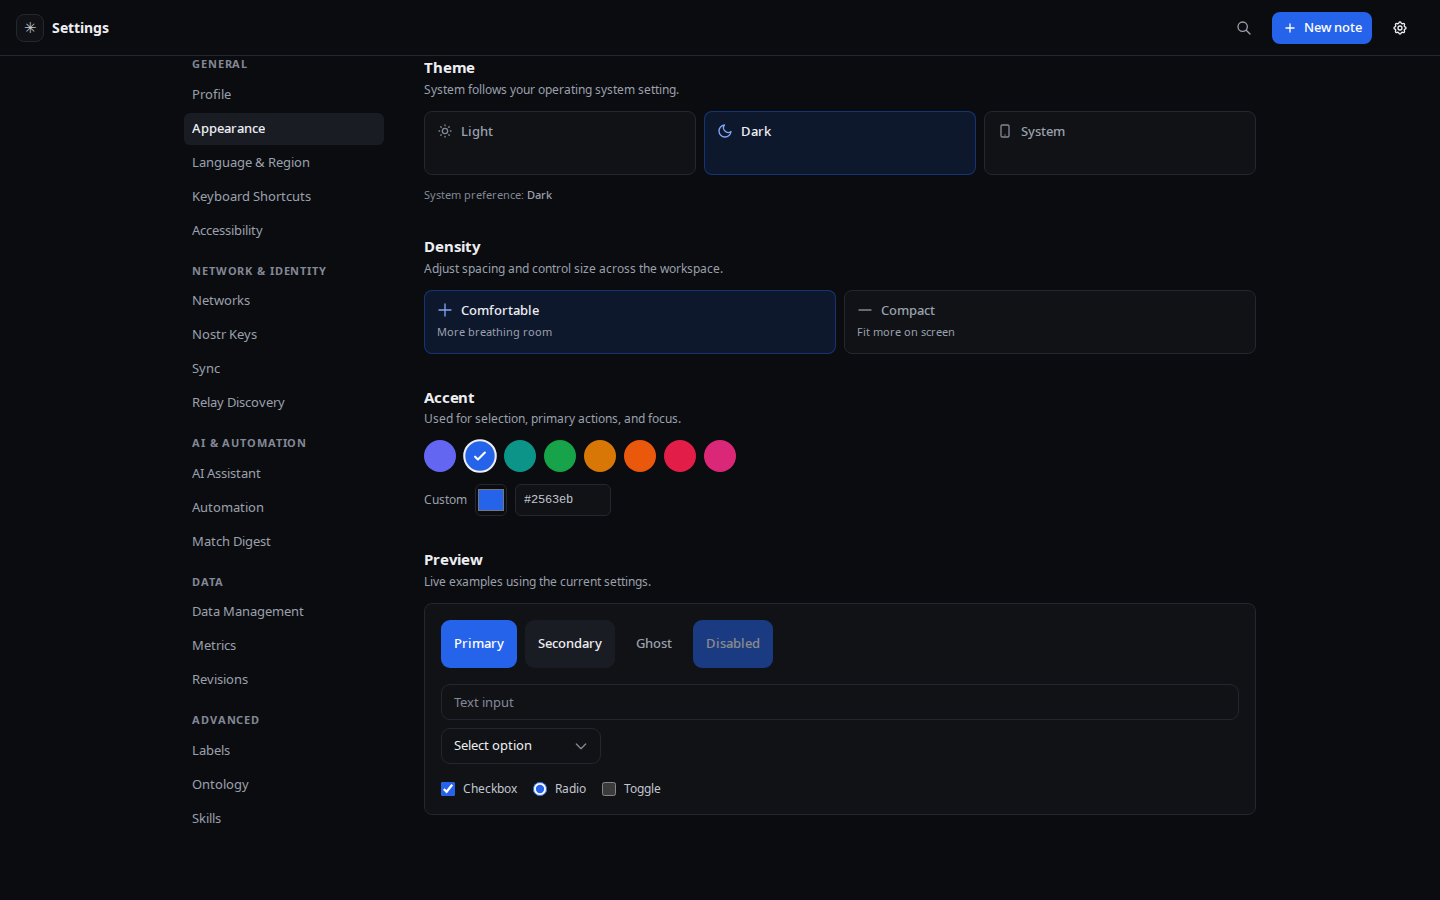 Settings
New note
GENERAL
Profile
Appearance
Language & Region
Keyboard Shortcuts
Accessibility
NETWORK & IDENTITY
Networks
Nostr Keys
Sync
Relay Discovery
AI & AUTOMATION
AI Assistant
Automation
Match Digest
DATA
Data Management
Metrics
Revisions
ADVANCED
Labels
Ontology
Skills
Theme
System follows your operating system setting.
Light
Dark
System
System preference: Dark
Density
Adjust spacing and control size across the workspace.
Comfortable
More breathing room
Compact
Fit more on screen
Accent
Used for selection, primary actions, and focus.
Custom
#2563eb
Preview
Live examples using the current settings.
Primary
Secondary
Ghost
Disabled
Text input
Select option
Checkbox
Radio
Toggle